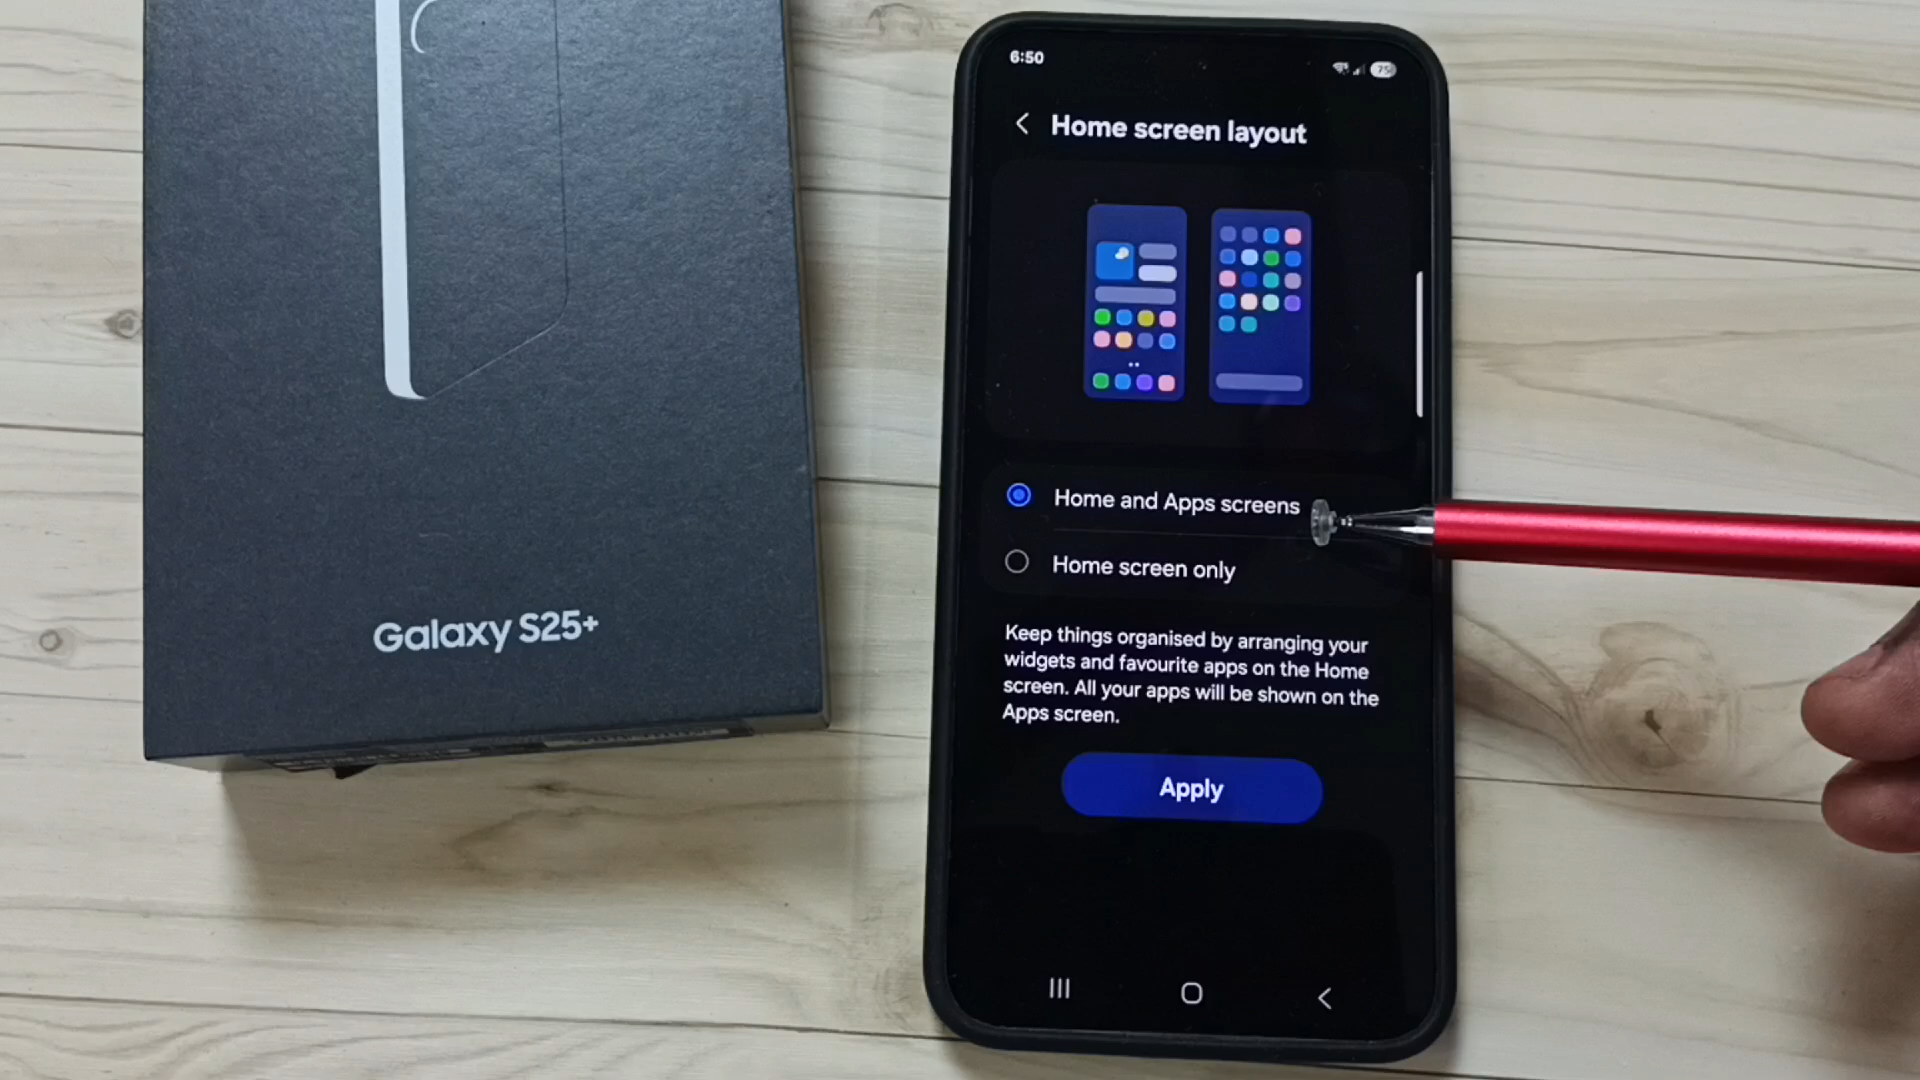 Galaxy S25+
6:50
75
Home screen layout
Home and Apps screens
Home screen only
Keep things organised by arranging your
widgets and favourite apps on the Home
screen. All your apps will be shown on the
Apps screen.
Apply